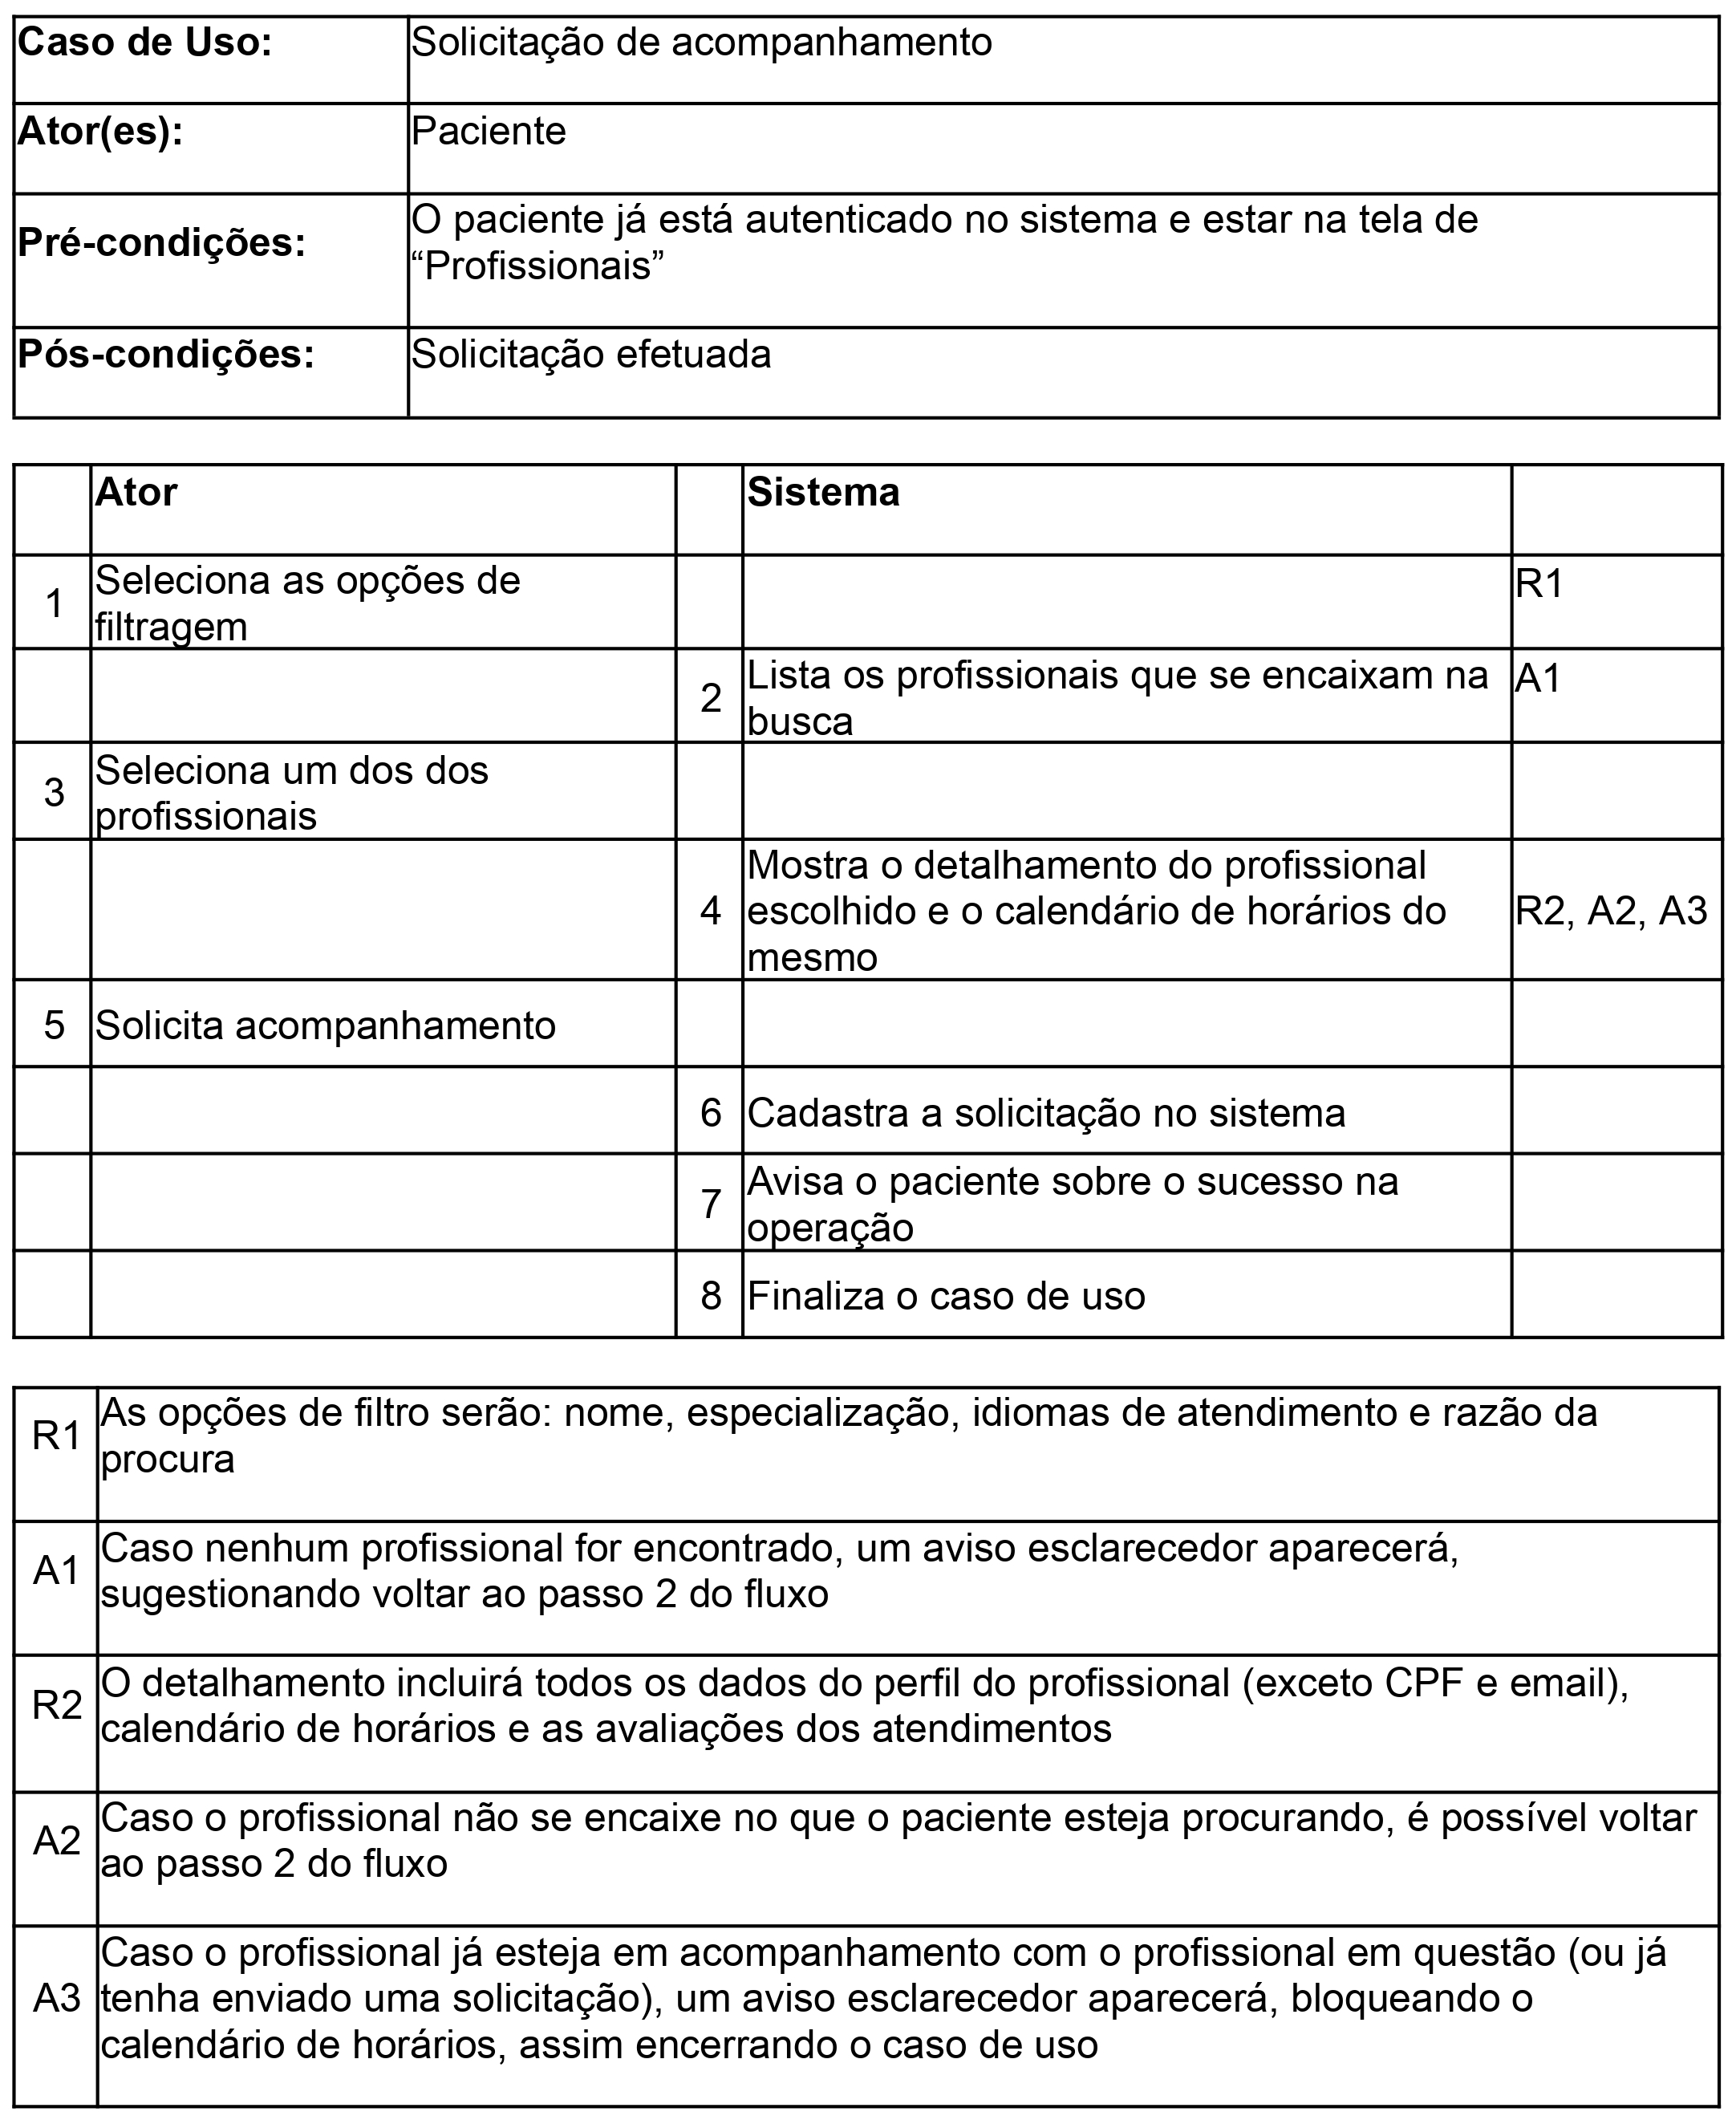 Caso de Uso: Solicitação de acompanhamento
Ator(es): Paciente
Pré-condições: O paciente já está autenticado no sistema e estar na tela de
“Profissionais”
Pós-condições: Solicitação efetuada
Ator Sistema
1 Seleciona as opções de
filtragem
R1
2 Lista os profissionais que se encaixam na
busca
A1
3 Seleciona um dos dos
profissionais
4 Mostra o detalhamento do profissional
escolhido e o calendário de horários do
mesmo
R2, A2, A3
5 Solicita acompanhamento
6 Cadastra a solicitação no sistema
7 Avisa o paciente sobre o sucesso na
operação
8 Finaliza o caso de uso
R1 As opções de filtro serão: nome, especialização, idiomas de atendimento e razão da
procura
A1 Caso nenhum profissional for encontrado, um aviso esclarecedor aparecerá,
sugestionando voltar ao passo 2 do fluxo
R2 O detalhamento incluirá todos os dados do perfil do profissional (exceto CPF e email),
calendário de horários e as avaliações dos atendimentos
A2 Caso o profissional não se encaixe no que o paciente esteja procurando, é possível voltar
ao passo 2 do fluxo
A3 Caso o profissional já esteja em acompanhamento com o profissional em questão (ou já
tenha enviado uma solicitação), um aviso esclarecedor aparecerá, bloqueando o
calendário de horários, assim encerrando o caso de uso